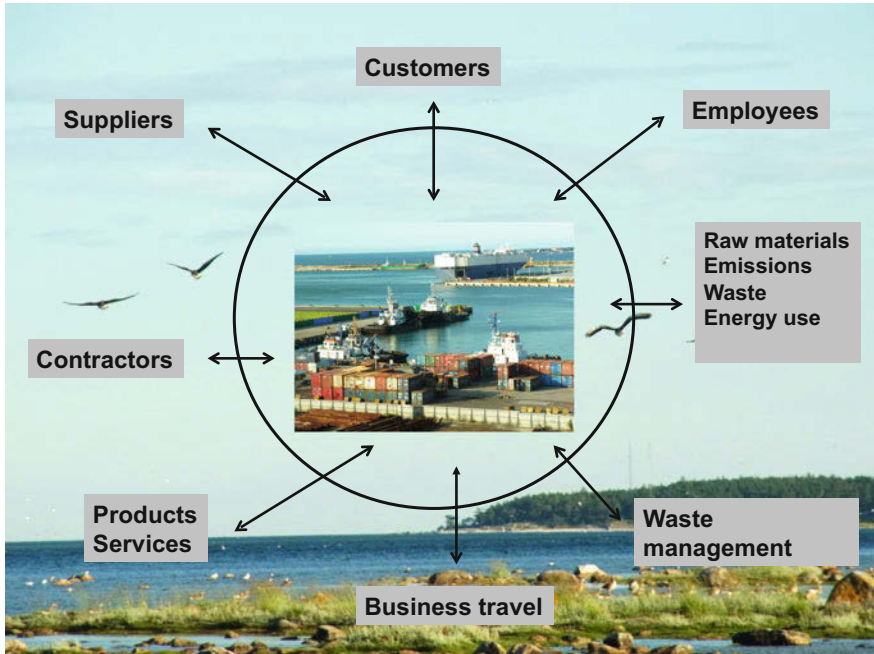 Customers
Suppliers
Employees
Raw materials
Emissions
Waste
Energy use
Contractors
Products
Services
Waste
management
Business travel